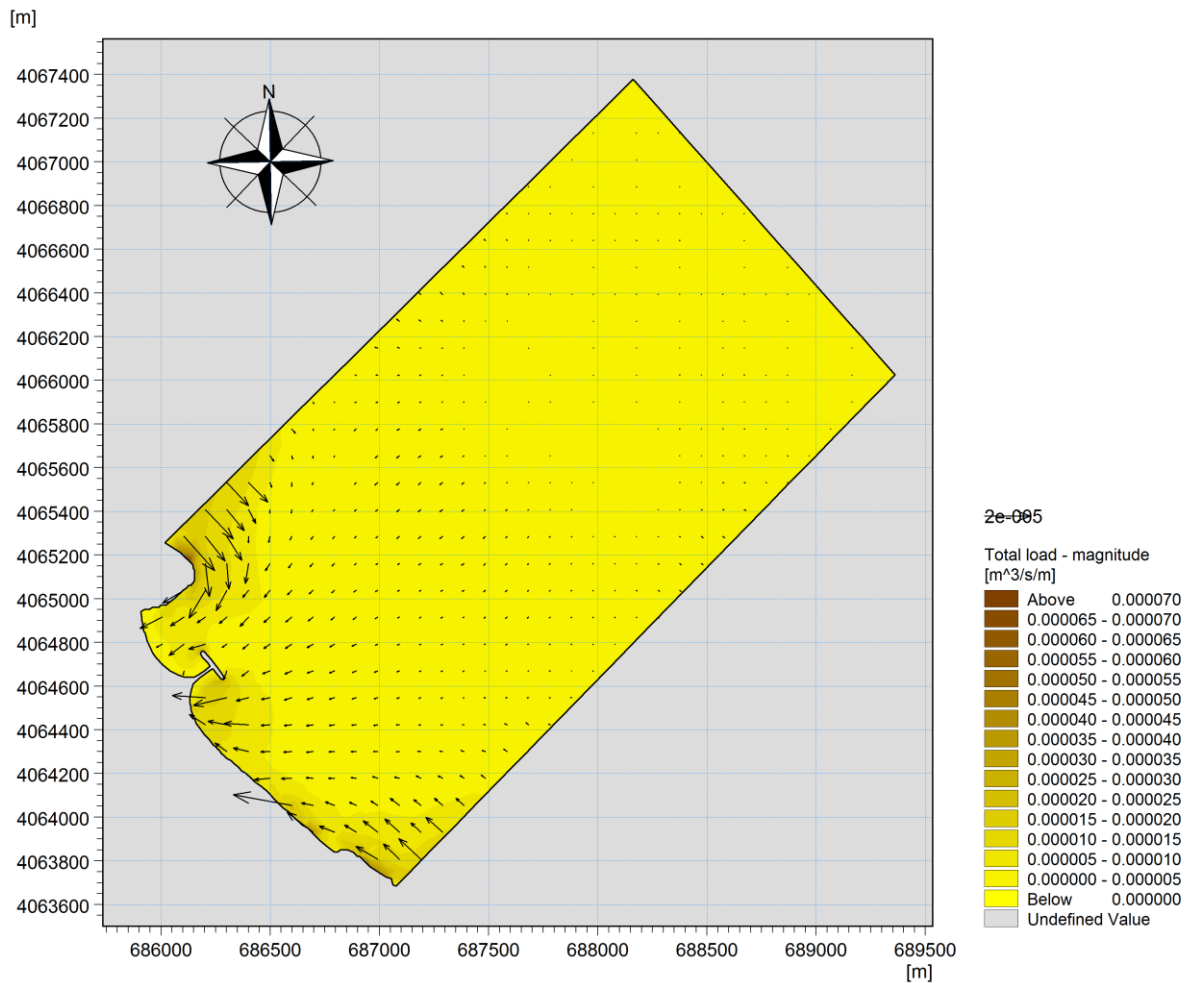 [m]
4067400
4067200
4067000
4066800
4066600
4066400
4066200
4066000
4065800
4065600
4065400
4065200
4065000
4064800
4064600
4064400
4064200
4064000
4063800
4063600
N
686000 686500 687000 687500 688000 688500 689000 689500
[m]
2e-005
Total load - magnitude
[m^3/s/m]
Above 0.000070
0.000065 - 0.000070
0.000060 - 0.000065
0.000055 - 0.000060
0.000050 - 0.000055
0.000045 - 0.000050
0.000040 - 0.000045
0.000035 - 0.000040
0.000030 - 0.000035
0.000025 - 0.000030
0.000020 - 0.000025
0.000015 - 0.000020
0.000010 - 0.000015
0.000005 - 0.000010
0.000000 - 0.000005
Below 0.000000
Undefined Value